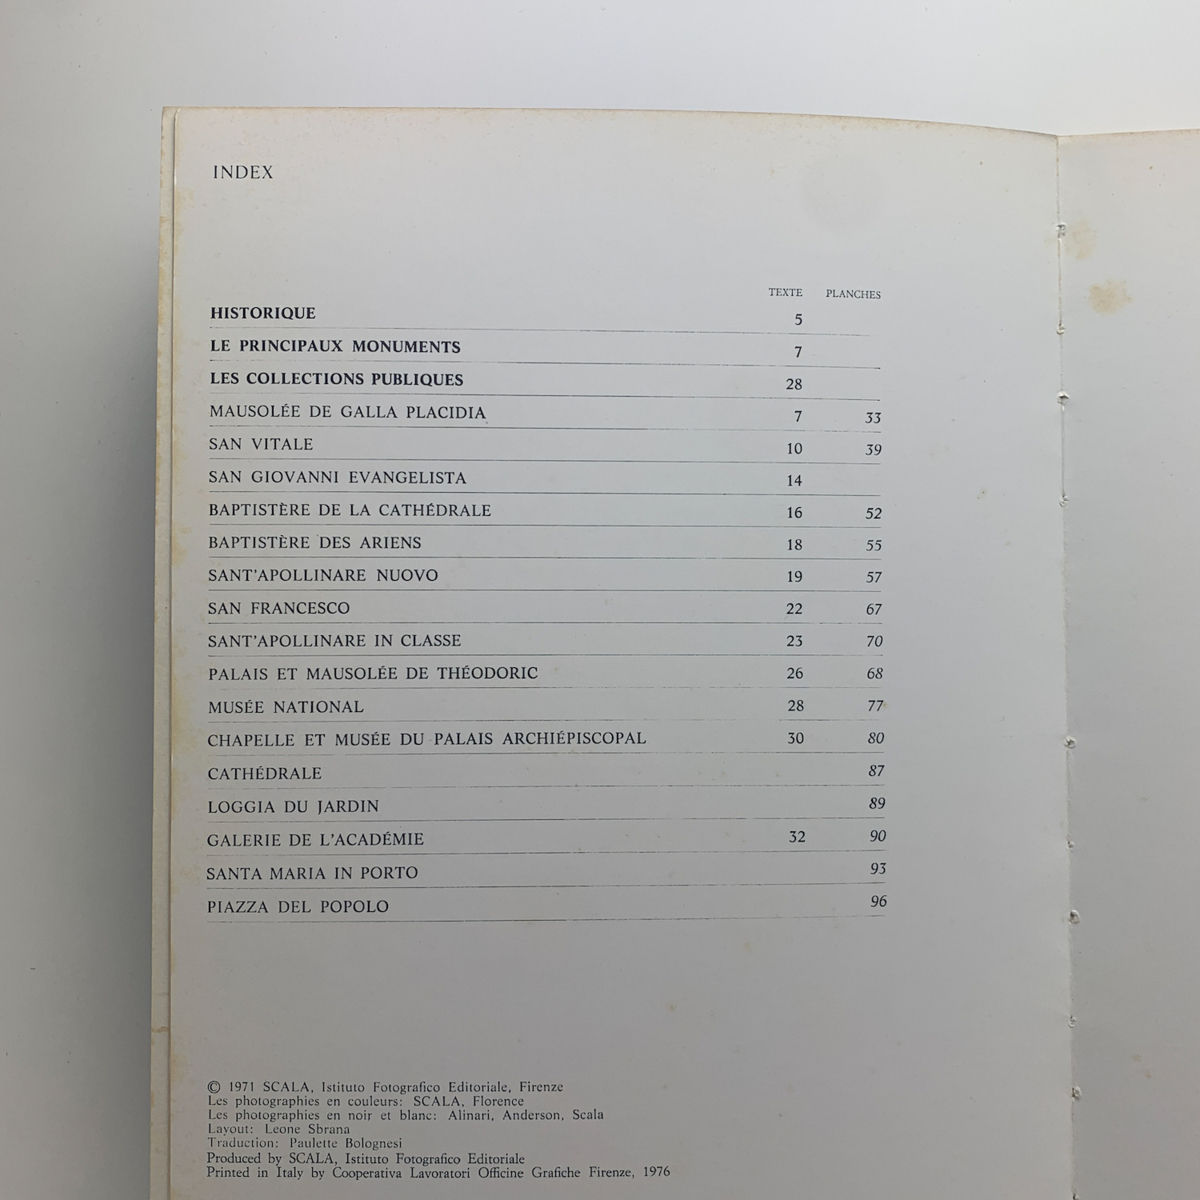 INDEX
TEXTE PLANCHES
HISTORIQUE 5
LE PRINCIPAUX MONUMENTS 7
LES COLLECTIONS PUBLIQUES 28
MAUSOLÉE DE GALLA PLACIDIA 7 33
SAN VITALE 10 39
SAN GIOVANNI EVANGELISTA 14
BAPTISTÈRE DE LA CATHÉDRALE 16 52
BAPTISTÈRE DES ARIENS 18 55
SANT'APOLLINARE NUOVO 19 57
SAN FRANCESCO 22 67
SANT'APOLLINARE IN CLASSE 23 70
PALAIS ET MAUSOLÉE DE THÉODORIC 26 68
MUSÉE NATIONAL 28 77
CHAPELLE ET MUSÉE DU PALAIS ARCHIÉPISCOPAL 30 80
CATHÉDRALE 87
LOGGIA DU JARDIN 89
GALERIE DE L'ACADÉMIE 32 90
SANTA MARIA IN PORTO 93
PIAZZA DEL POPOLO 96
© 1971 SCALA, Istituto Fotografico Editoriale, Firenze
Les photographies en couleurs: SCALA, Florence
Les photographies en noir et blanc: Alinari, Anderson, Scala
Layout: Leone Sbrana
Traduction: Paulette Bolognesi
Produced by SCALA, Istituto Fotografico Editoriale
Printed in Italy by Cooperativa Lavoratori Officine Grafiche Firenze, 1976